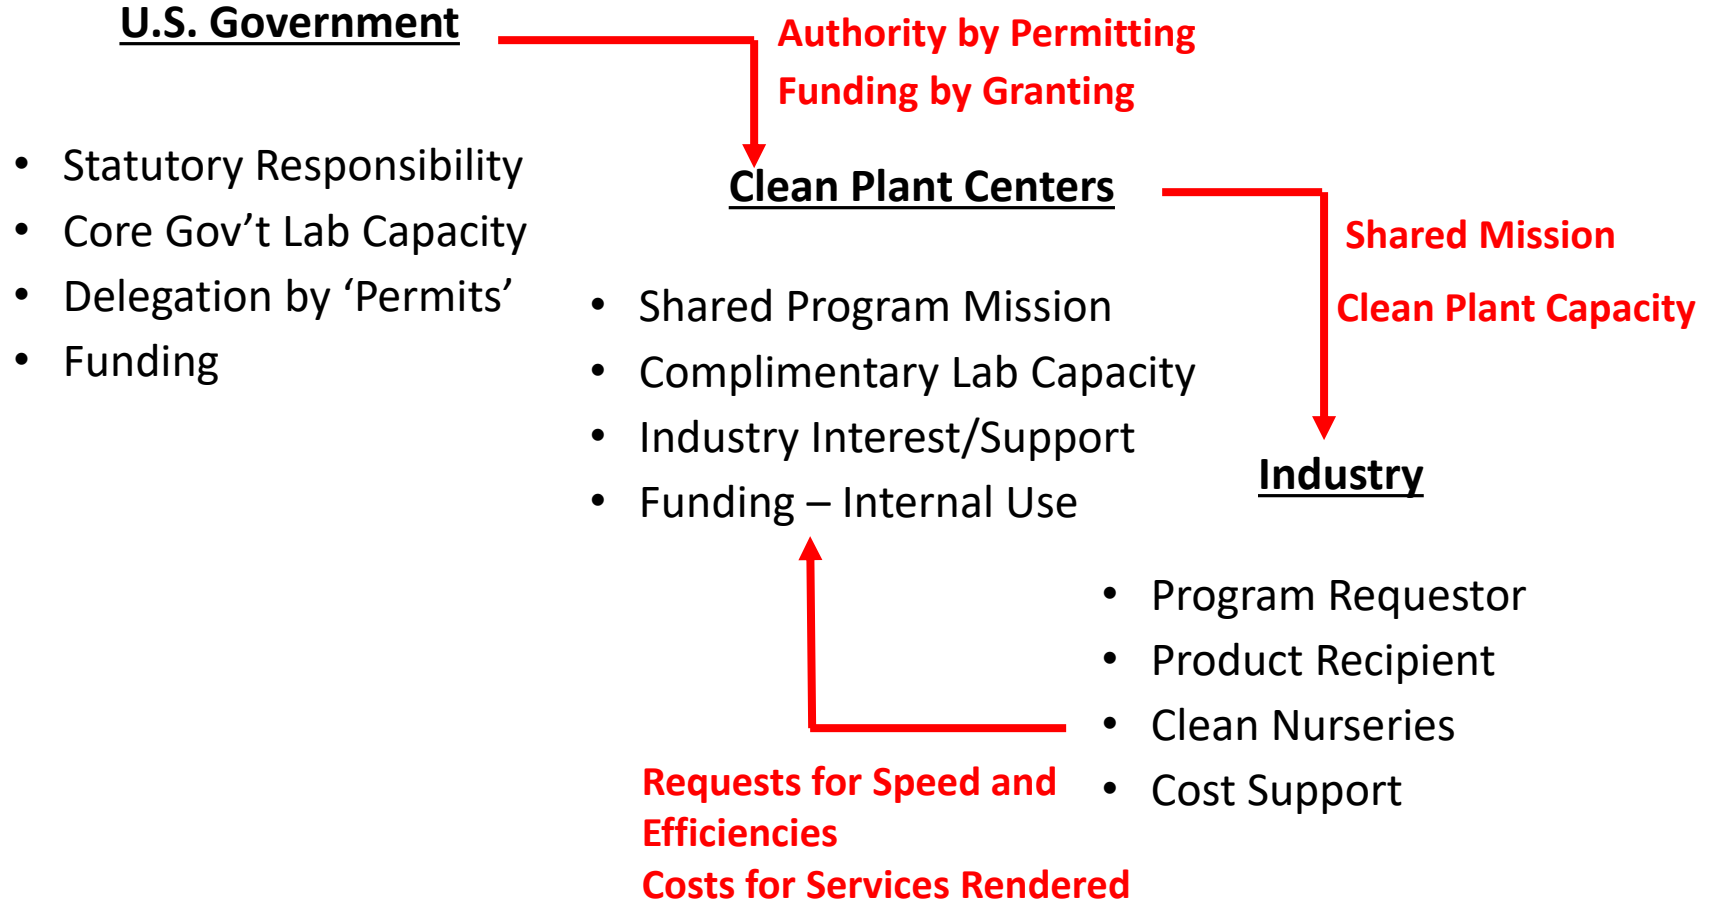 U.S. Government
Authority by Permitting
Funding by Granting
• Statutory Responsibility
• Core Gov’t Lab Capacity
• Delegation by ‘Permits’
• Funding
Clean Plant Centers
Shared Mission
Clean Plant Capacity
• Shared Program Mission
• Complimentary Lab Capacity
• Industry Interest/Support
• Funding – Internal Use
Industry
• Program Requestor
• Product Recipient
• Clean Nurseries
• Cost Support
Requests for Speed and
Efficiencies
Costs for Services Rendered